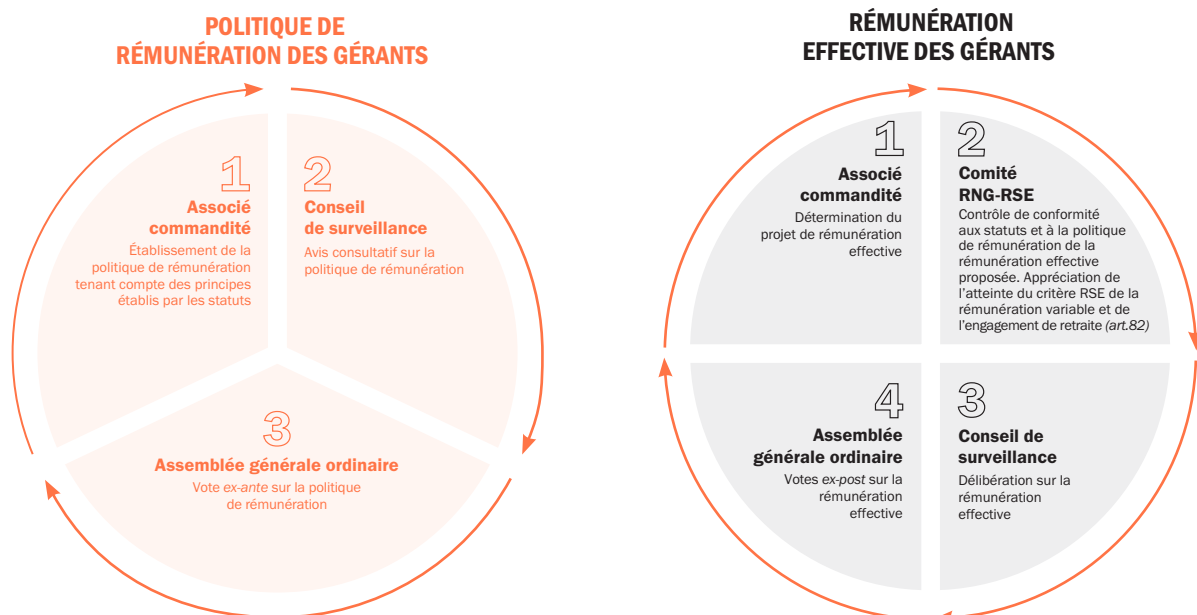 POLITIQUE DE
RÉMUNÉRATION DES GÉRANTS
1
Associé
commandité
Établissement de la
politique de rémunération
tenant compte des principes
établis par les statuts
2
Conseil
de surveillance
Avis consultatif sur la
politique de rémunération
3
Assemblée générale ordinaire
Vote ex-ante sur la politique
de rémunération
RÉMUNÉRATION
EFFECTIVE DES GÉRANTS
1
Associé
commandité
Détermination du
projet de rémunération
effective
2
Comité
RNG-RSE
Contrôle de conformité
aux statuts et à la politique
de rémunération de la
rémunération effective
proposée. Appréciation de
l’atteinte du critère RSE de la
rémunération variable et de
l’engagement de retraite (art.82)
3
Conseil de
surveillance
Délibération sur la
rémunération
effective
4
Assemblée
générale ordinaire
Votes ex-post sur la
rémunération
effective